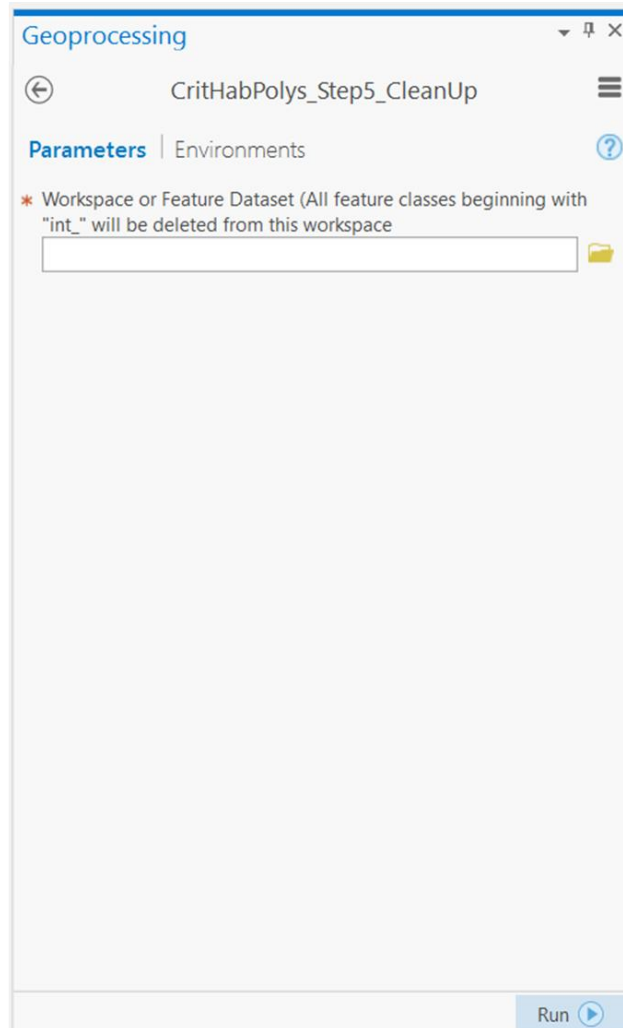 Geoprocessing
CritHabPolys_Step5_CleanUp
Parameters | Environments
* Workspace or Feature Dataset (All feature classes beginning with
"int_" will be deleted from this workspace
Run